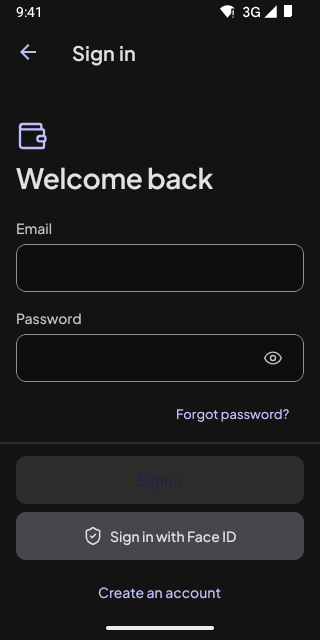 9:41
3G
Sign in
Welcome back
Email
Password
Forgot password?
Sign in
Sign in with Face ID
Create an account